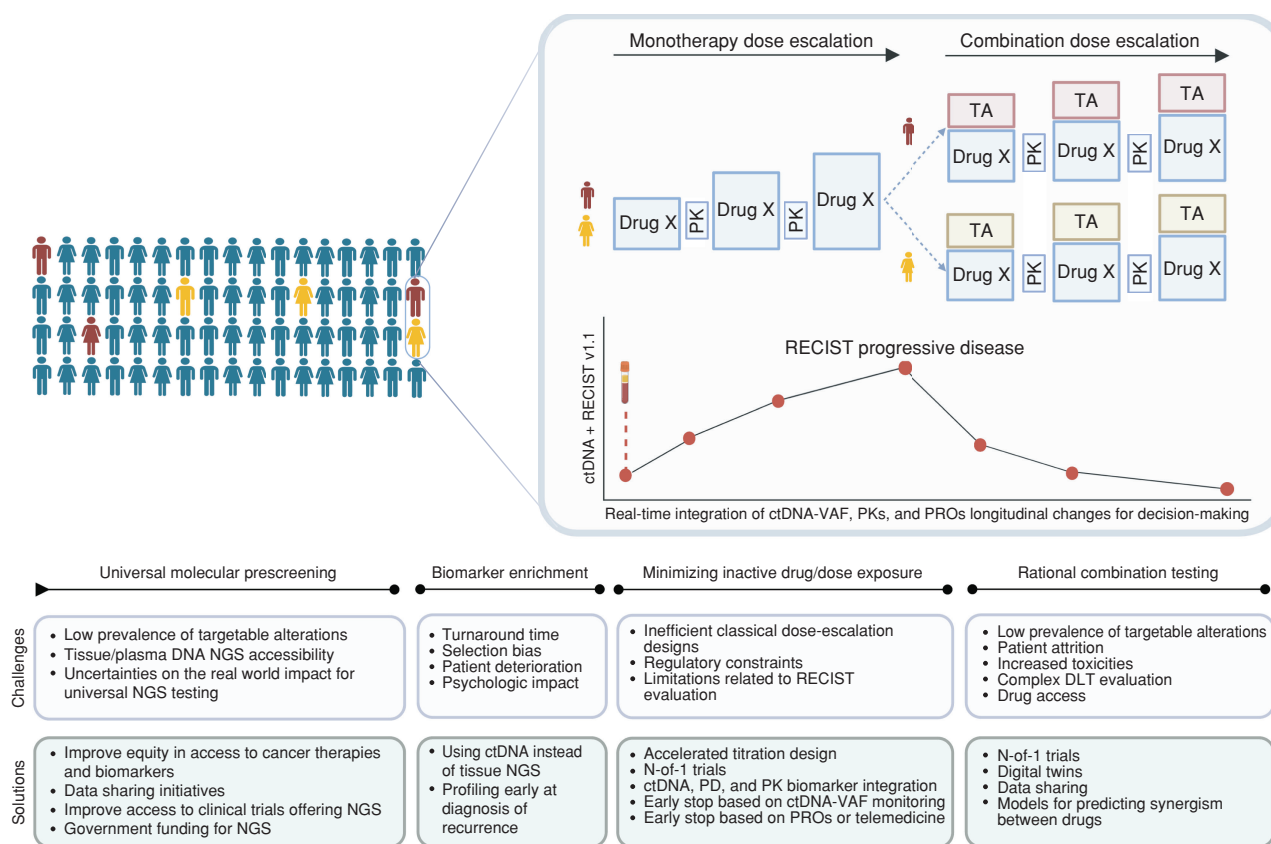 Monotherapy dose escalation
Combination dose escalation
TA
TA
TA
Drug X
PK
Drug X
PK
Drug X
Drug X
PK
Drug X
PK
Drug X
TA
TA
TA
Drug X
PK
Drug X
PK
Drug X
ctDNA + RECIST v1.1
RECIST progressive disease
Real-time integration of ctDNA-VAF, PKs, and PROs longitudinal changes for decision-making
Universal molecular prescreening
Biomarker enrichment
Minimizing inactive drug/dose exposure
Rational combination testing
Challenges
• Low prevalence of targetable alterations
• Tissue/plasma DNA NGS accessibility
• Uncertainties on the real world impact for
universal NGS testing
• Turnaround time
• Selection bias
• Patient deterioration
• Psychologic impact
• Inefficient classical dose-escalation
designs
• Regulatory constraints
• Limitations related to RECIST
evaluation
• Low prevalence of targetable alterations
• Patient attrition
• Increased toxicities
• Complex DLT evaluation
• Drug access
Solutions
• Improve equity in access to cancer therapies
and biomarkers
• Data sharing initiatives
• Improve access to clinical trials offering NGS
• Government funding for NGS
• Using ctDNA instead
of tissue NGS
• Profiling early at
diagnosis of
recurrence
• Accelerated titration design
• N-of-1 trials
• ctDNA, PD, and PK biomarker integration
• Early stop based on ctDNA-VAF monitoring
• Early stop based on PROs or telemedicine
• N-of-1 trials
• Digital twins
• Data sharing
• Models for predicting synergism
between drugs